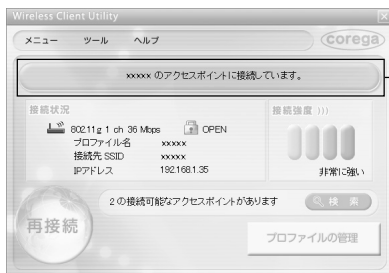 Wireless Client Utility
メニュー ツール ヘルプ
corega
xxxxx のアクセスポイントに接続しています。
接続状況
接続強度 )))
802.11g 1 ch 36 Mbps OPEN
プロファイル名 xxxxx
接続先 SSID xxxxx
IPアドレス 192.168.1.35
非常に強い
2 の接続可能なアクセスポイントがあります
検 索
再接続
プロファイルの管理